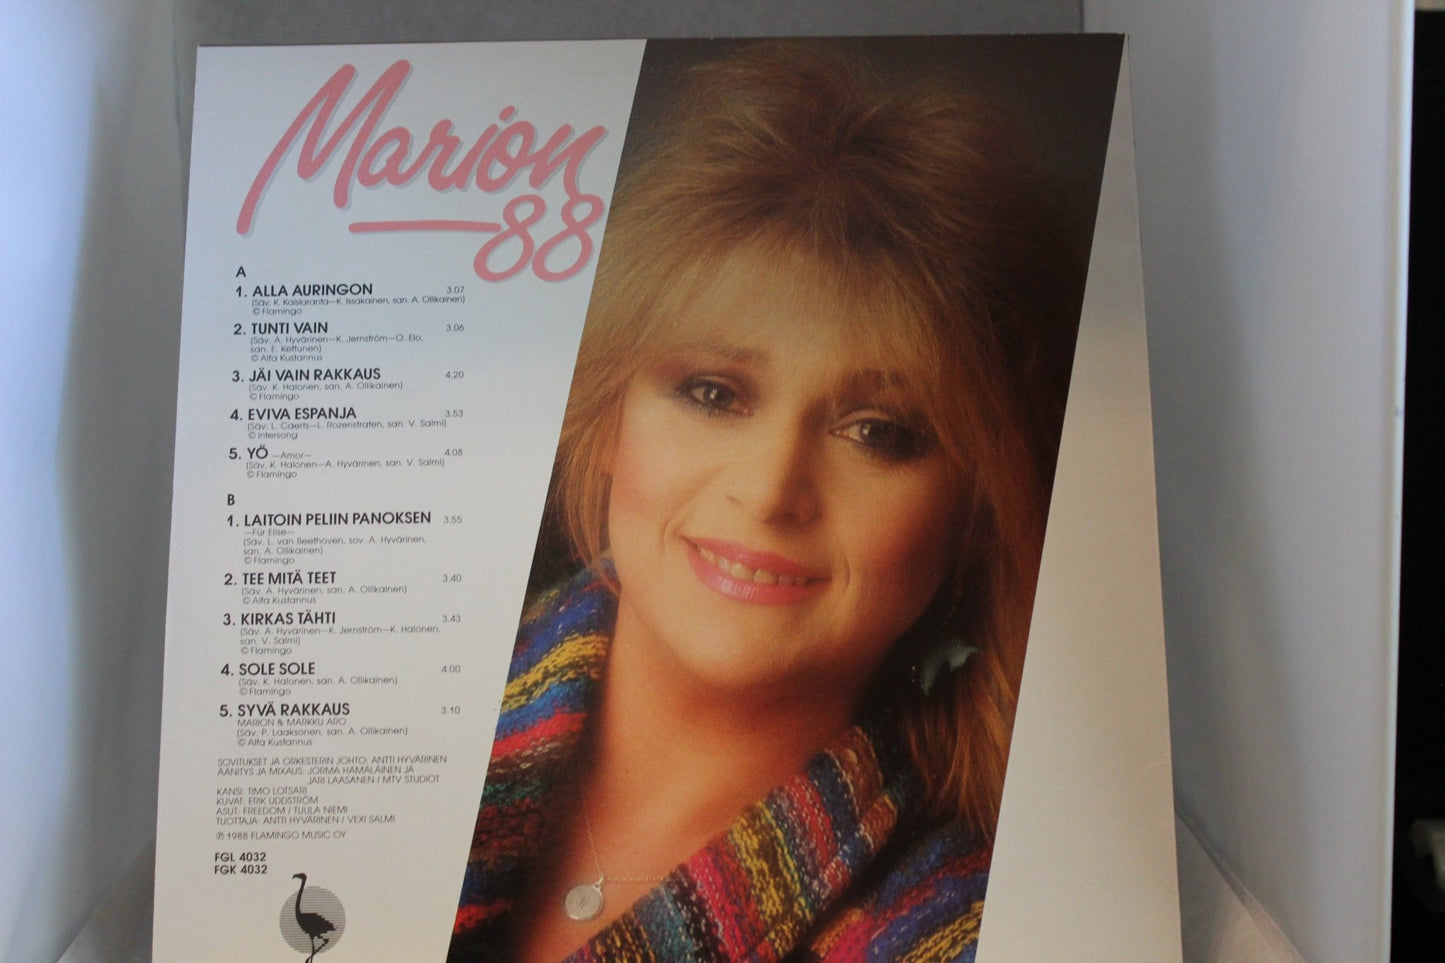 Marion
88
A
1. ALLA AURINGON 3.07
(Säv. K. Kaislaranta—K. Issakainen, san. A. Ollikainen)
© Flamingo
2. TUNTI VAIN 3.06
(Säv. A. Hyvärinen—K. Jernström—O. Elo,
san. E. Kettunen)
© Alfa Kustannus
3. JÄI VAIN RAKKAUS 4.20
(Säv. K. Halonen, san. A. Ollikainen)
© Flamingo
4. EVIVA ESPANJA 3.53
(Säv. L. Caerts—L. Rozenstraten, san. V. Salmi)
© Intersong
5. YÖ —Amor— 4.08
(Säv. K. Halonen—A. Hyvärinen, san. V. Salmi)
© Flamingo
B
1. LAITOIN PELIIN PANOKSEN 3.55
—Für Elise—
(Säv. L. van Beethoven, sov. A. Hyvärinen,
san. A. Ollikainen)
© Flamingo
2. TEE MITÄ TEET 3.40
(Säv. A. Hyvärinen, san. A. Ollikainen)
© Alfa Kustannus
3. KIRKAS TÄHTI 3.43
(Säv. A. Hyvärinen—K. Jernström—K. Halonen,
san. V. Salmi)
© Flamingo
4. SOLE SOLE 4.00
(Säv. K. Halonen, san. A. Ollikainen)
© Flamingo
5. SYVÄ RAKKAUS 3.10
MARION & MARKKU ARO
(Säv. P. Laaksonen, san. A. Ollikainen)
© Alfa Kustannus
SOVITUKSET JA ORKESTERIN JOHTO: ANTTI HYVÄRINEN
ÄÄNITYS JA MIXAUS: JORMA HÄMÄLÄINEN JA
JARI LAASANEN / MTV STUDIOT
KANSI: TIMO LOTSARI
KUVAT: ERIK UDDSTRÖM
ASUT: FREEDOM / TUULA NIEMI
TUOTTAJA: ANTTI HYVÄRINEN / VEXI SALMI
℗ 1988 FLAMINGO MUSIC OY
FGL 4032
FGK 4032